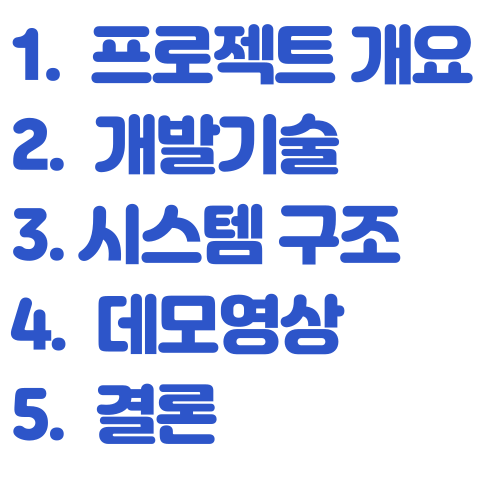 1. 프로젝트 개요
2. 개발기술
3. 시스템 구조
4. 데모영상
5. 결론